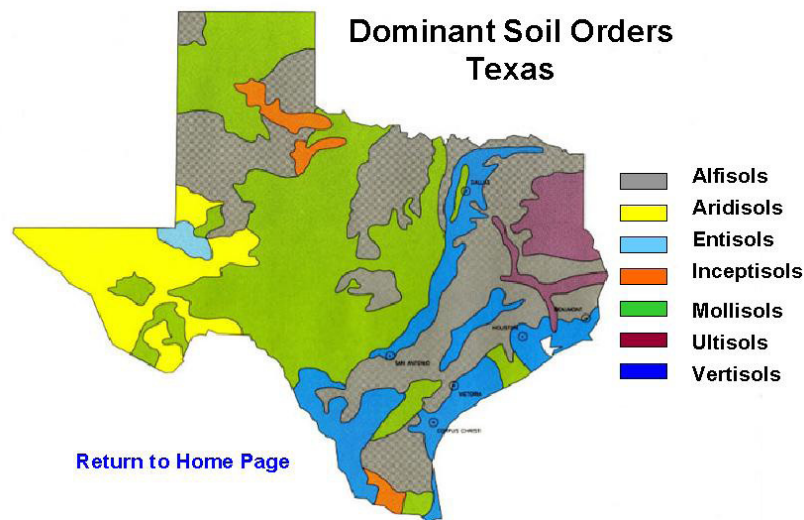 Dominant Soil Orders
Texas
Alfisols
Aridisols
Entisols
Inceptisols
Mollisols
Ultisols
Vertisols
DALLAS
BEAUMONT
HOUSTON
SAN ANTONIO
VICTORIA
CORPUS CHRISTI
Return to Home Page